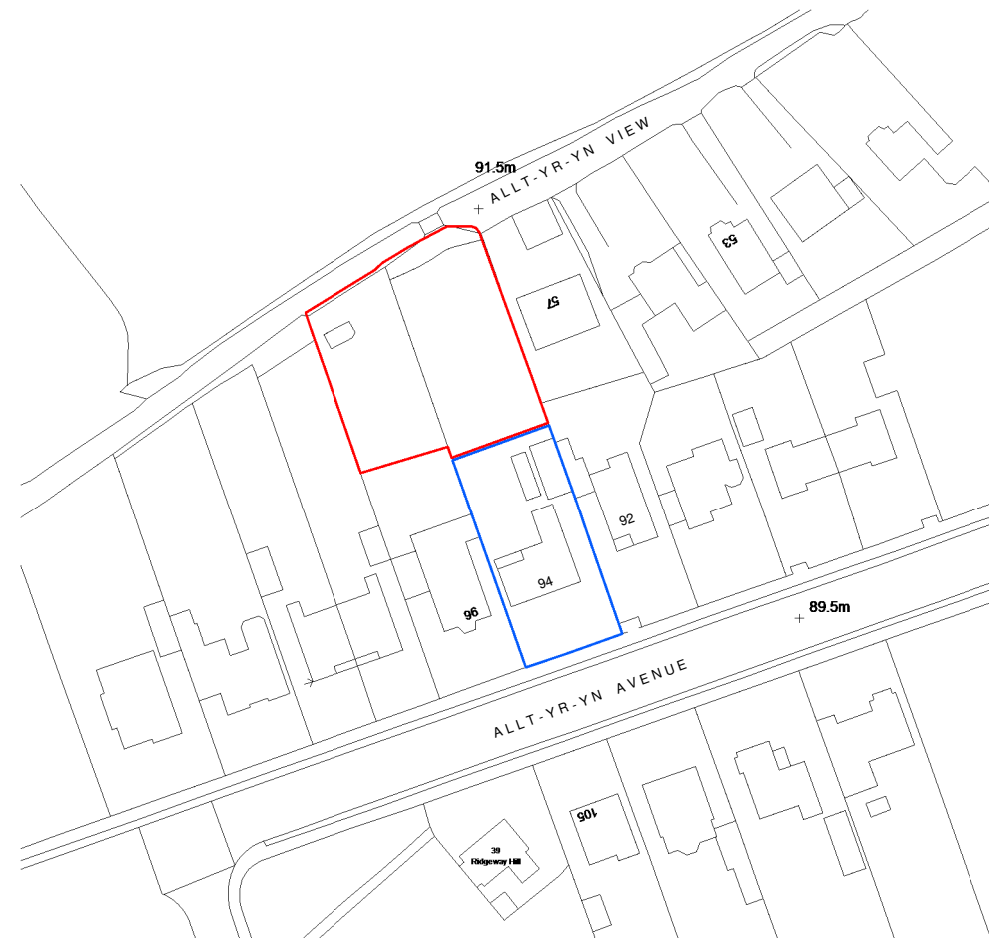 91.5m
ALLT-YR-YN VIEW
53
57
92
94
96
89.5m
ALLT-YR-YN AVENUE
105
39
Ridgeway Hill